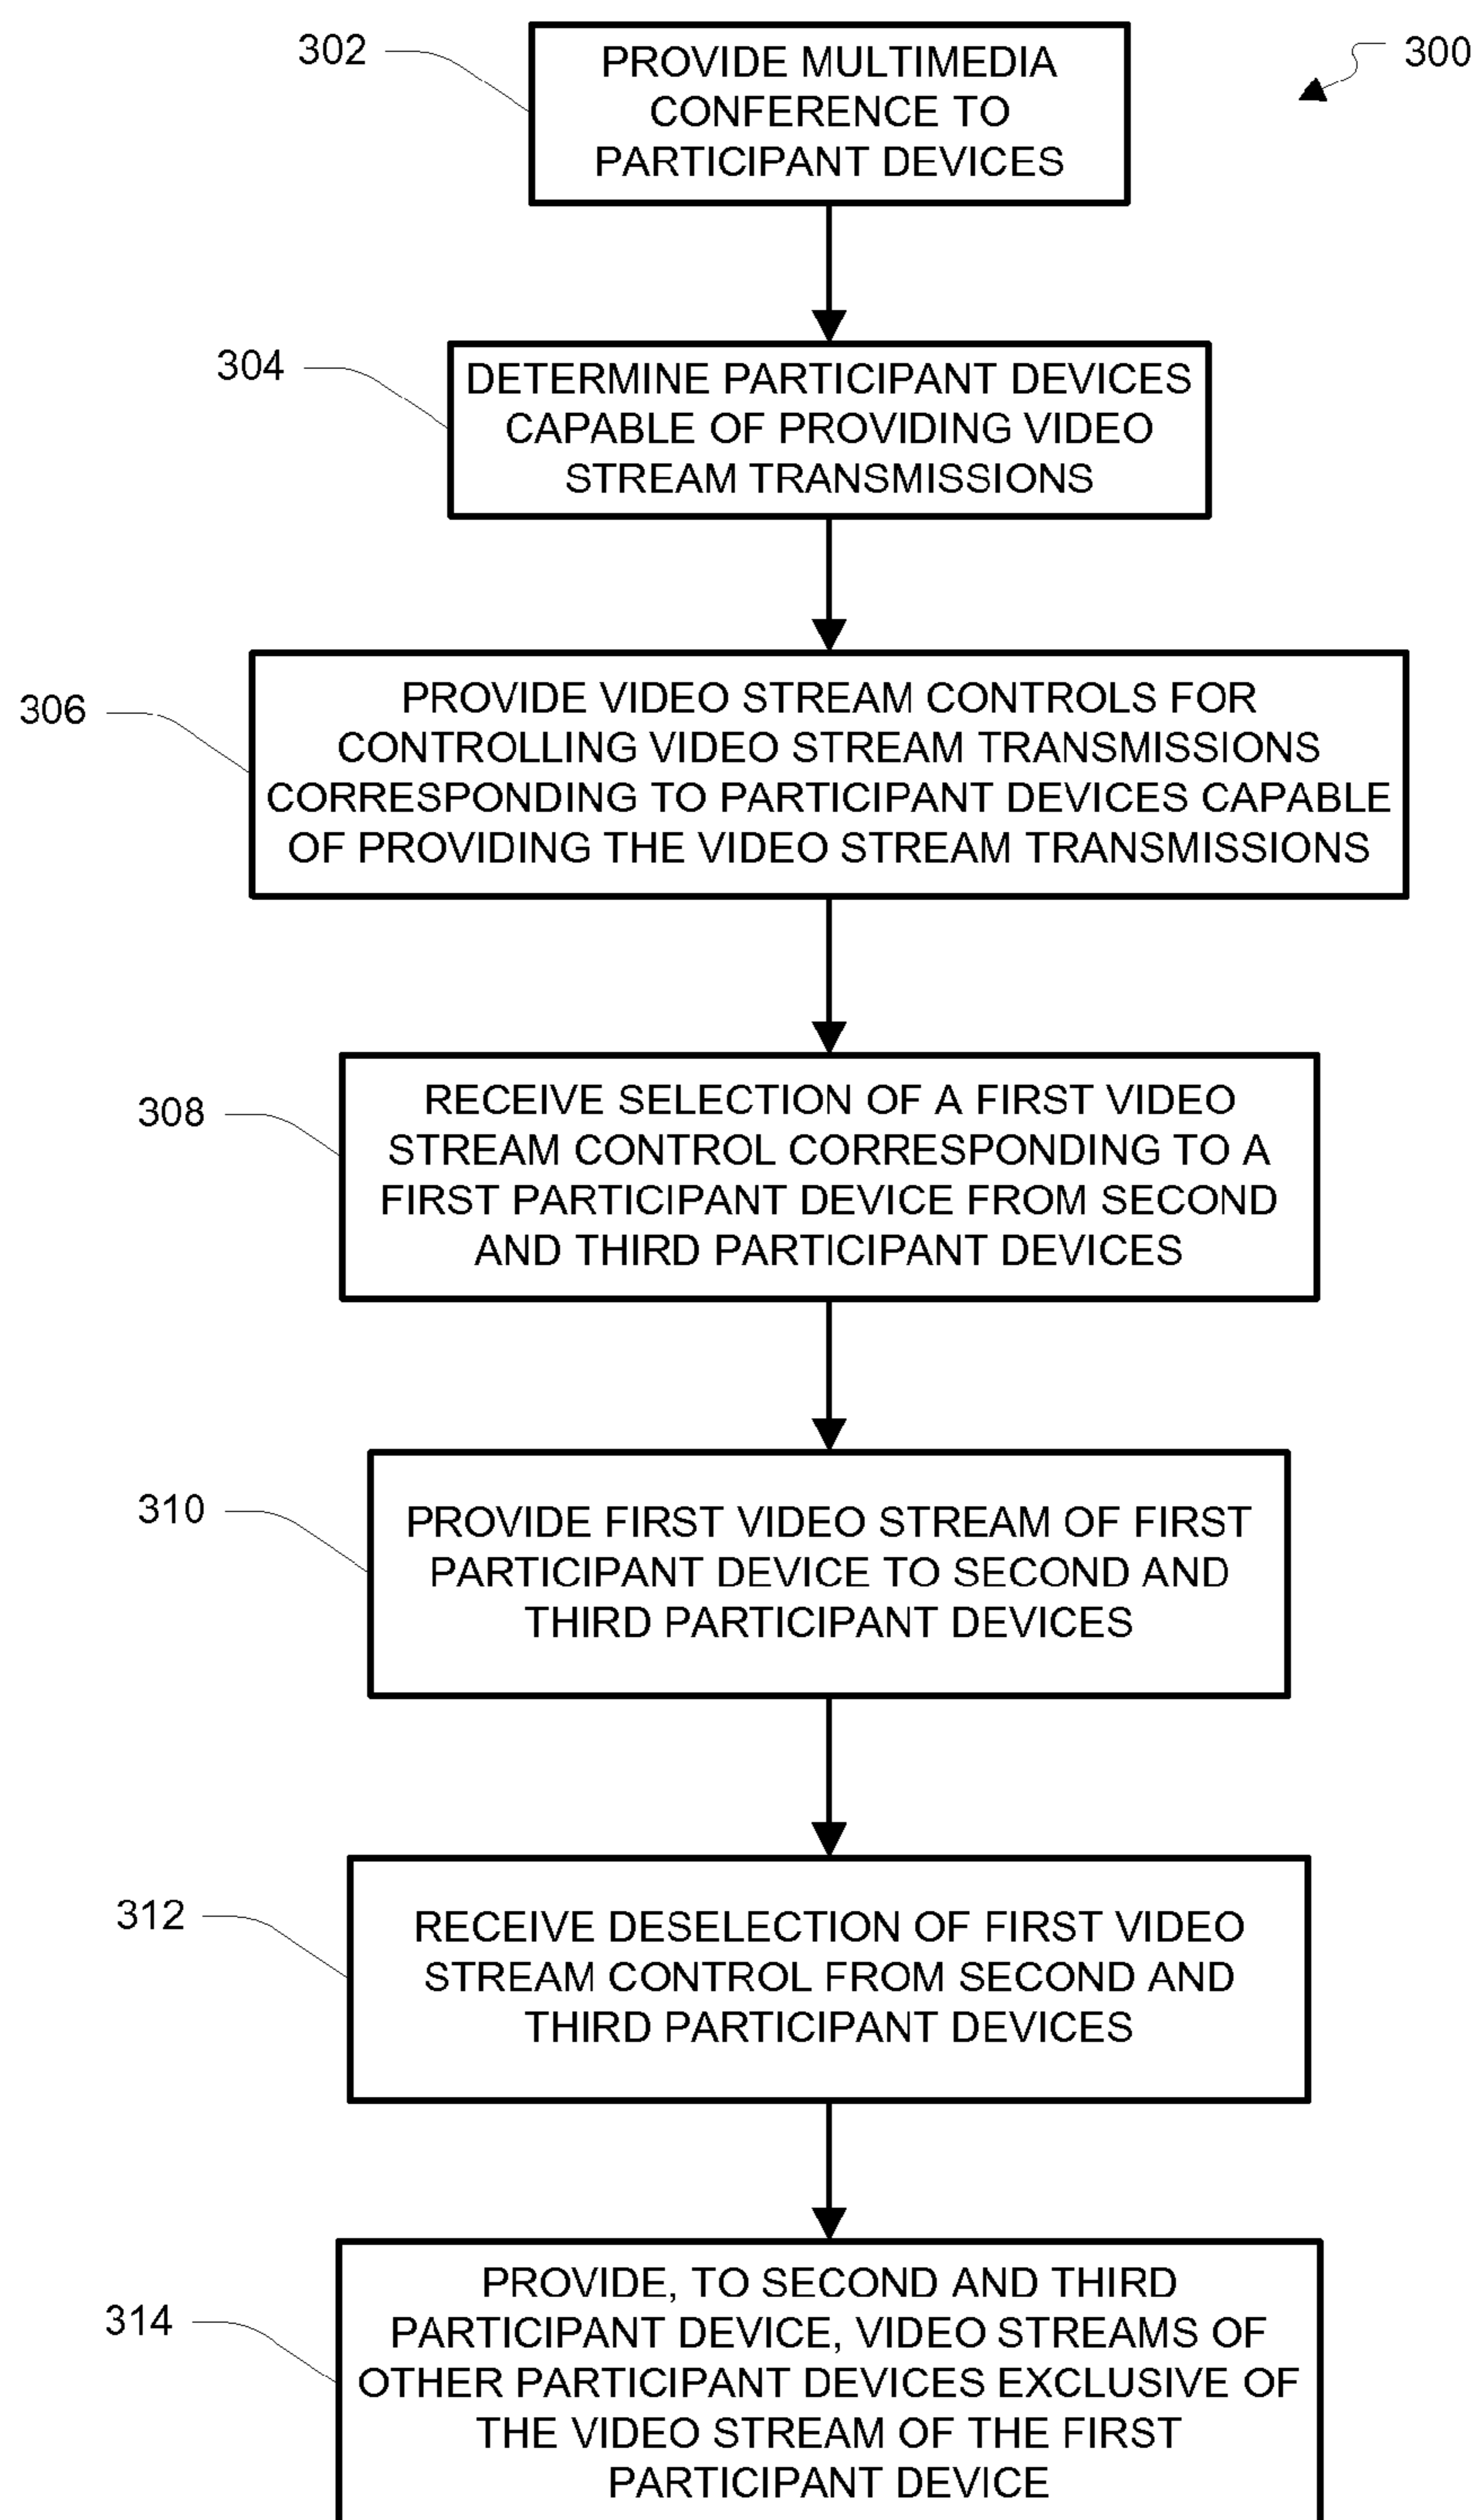 302
PROVIDE MULTIMEDIA
CONFERENCE TO
PARTICIPANT DEVICES
300
304
DETERMINE PARTICIPANT DEVICES
CAPABLE OF PROVIDING VIDEO
STREAM TRANSMISSIONS
306
PROVIDE VIDEO STREAM CONTROLS FOR
CONTROLLING VIDEO STREAM TRANSMISSIONS
CORRESPONDING TO PARTICIPANT DEVICES CAPABLE
OF PROVIDING THE VIDEO STREAM TRANSMISSIONS
308
RECEIVE SELECTION OF A FIRST VIDEO
STREAM CONTROL CORRESPONDING TO A
FIRST PARTICIPANT DEVICE FROM SECOND
AND THIRD PARTICIPANT DEVICES
310
PROVIDE FIRST VIDEO STREAM OF FIRST
PARTICIPANT DEVICE TO SECOND AND
THIRD PARTICIPANT DEVICES
312
RECEIVE DESELECTION OF FIRST VIDEO
STREAM CONTROL FROM SECOND AND
THIRD PARTICIPANT DEVICES
314
PROVIDE, TO SECOND AND THIRD
PARTICIPANT DEVICE, VIDEO STREAMS OF
OTHER PARTICIPANT DEVICES EXCLUSIVE OF
THE VIDEO STREAM OF THE FIRST
PARTICIPANT DEVICE